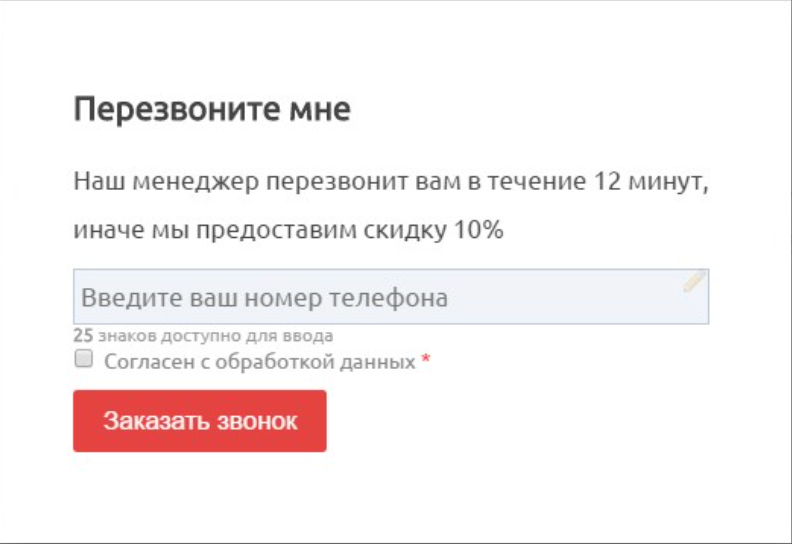 Перезвоните мне
Наш менеджер перезвонит вам в течение 12 минут,
иначе мы предоставим скидку 10%
Введите ваш номер телефона
25 знаков доступно для ввода
Согласен с обработкой данных *
Заказать звонок